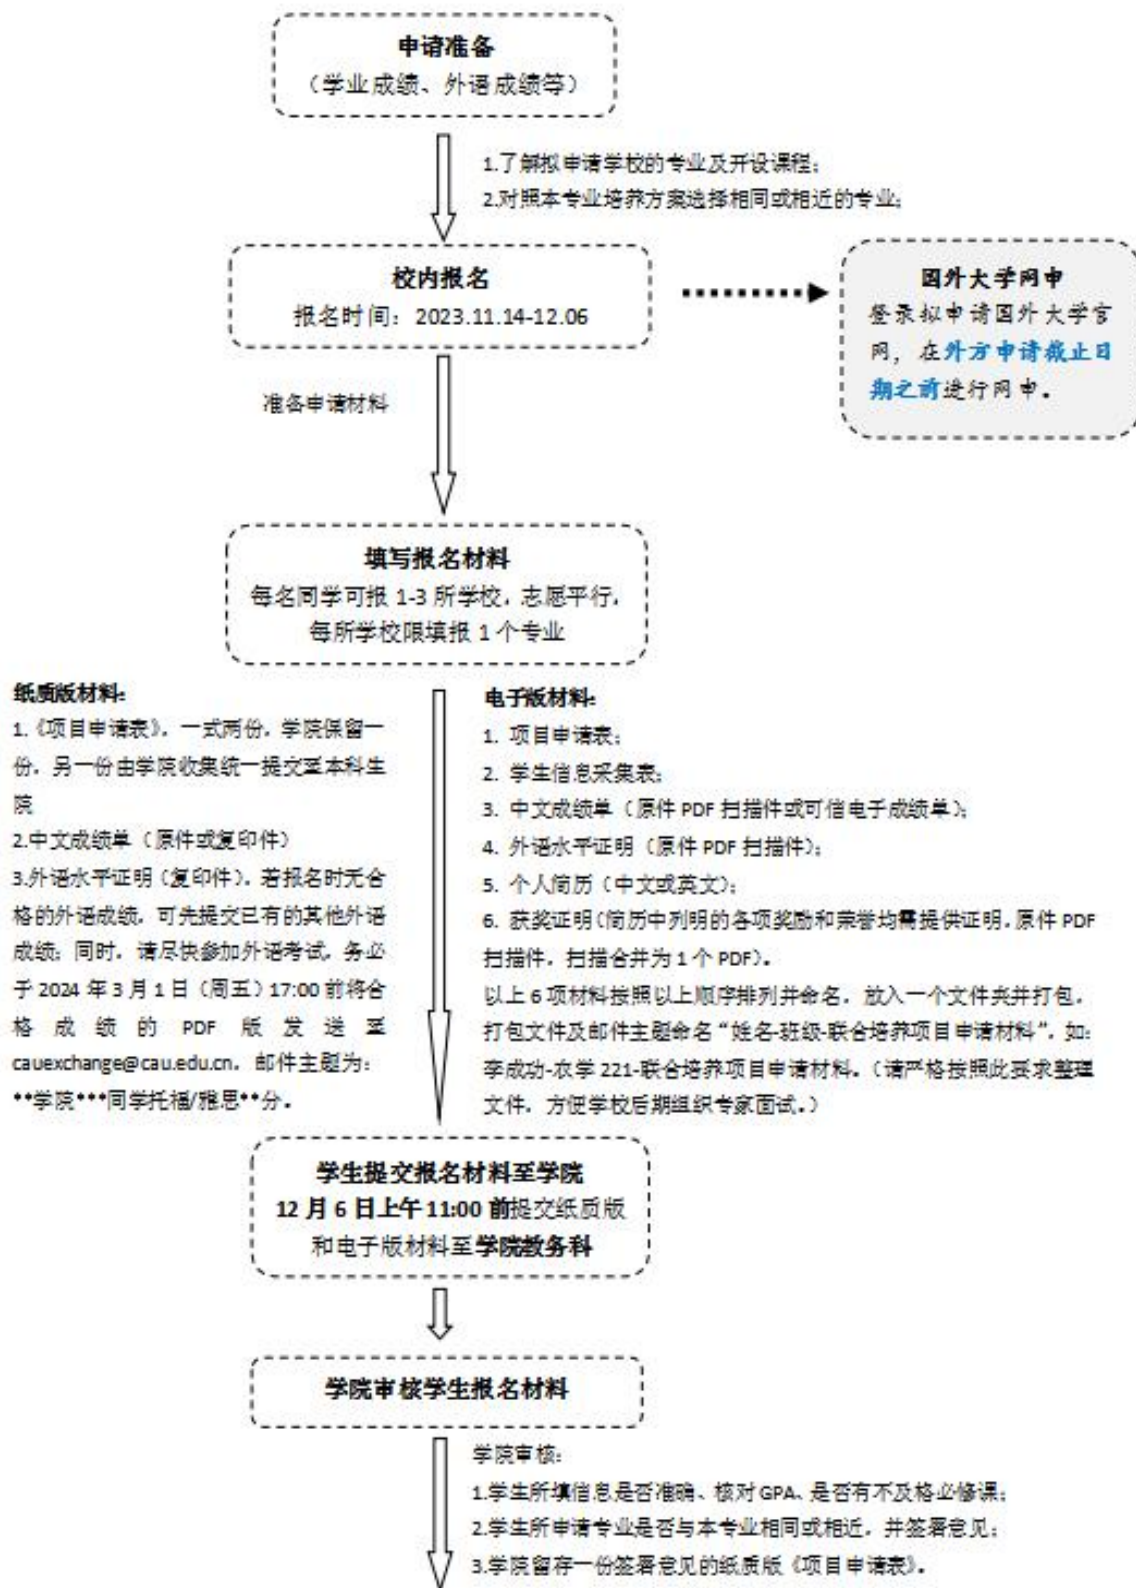 申请准备
（学业成绩、外语成绩等）
1.了解拟申请学校的专业及开设课程；
2.对照本专业培养方案选择相同或相近的专业；
校内报名
报名时间：2023.11.14-12.06
国外大学网申
登录拟申请国外大学官
网，在外方申请截止日
期之前进行网申。
准备申请材料
填写报名材料
每名同学可报 1-3 所学校，志愿平行，
每所学校限填报 1 个专业
纸质版材料：
1.《项目申请表》，一式两份，学院保留一
份，另一份由学院收集统一提交至本科生
院
2.中文成绩单（原件或复印件）
3.外语水平证明（复印件），若报名时无合
格的外语成绩，可先提交已有的其他外语
成绩；同时，请尽快参加外语考试，务必
于 2024 年 3 月 1 日（周五）17:00 前将合
格成绩的 PDF 版发送至
cauexchange@cau.edu.cn，邮件主题为：
**学院***同学托福/雅思**分。
电子版材料：
1. 项目申请表；
2. 学生信息采集表；
3. 中文成绩单（原件 PDF 扫描件或可信电子成绩单）；
4. 外语水平证明（原件 PDF 扫描件）；
5. 个人简历（中文或英文）；
6. 获奖证明（简历中列明的各项奖励和荣誉均需提供证明，原件 PDF
扫描件，扫描合并为 1 个 PDF）。
以上 6 项材料按照以上顺序排列并命名，放入一个文件夹并打包，
打包文件及邮件主题命名“姓名-班级-联合培养项目申请材料”，如：
李成功-农学 221-联合培养项目申请材料。（请严格按照此要求整理
文件，方便学校后期组织专家面试。）
学生提交报名材料至学院
12 月 6 日上午 11:00 前提交纸质版
和电子版材料至学院教务科
学院审核学生报名材料
学院审核：
1.学生所填信息是否准确、核对 GPA、是否有不及格必修课；
2.学生所申请专业是否与本专业相同或相近，并签署意见；
3.学院留存一份签署意见的纸质版《项目申请表》。